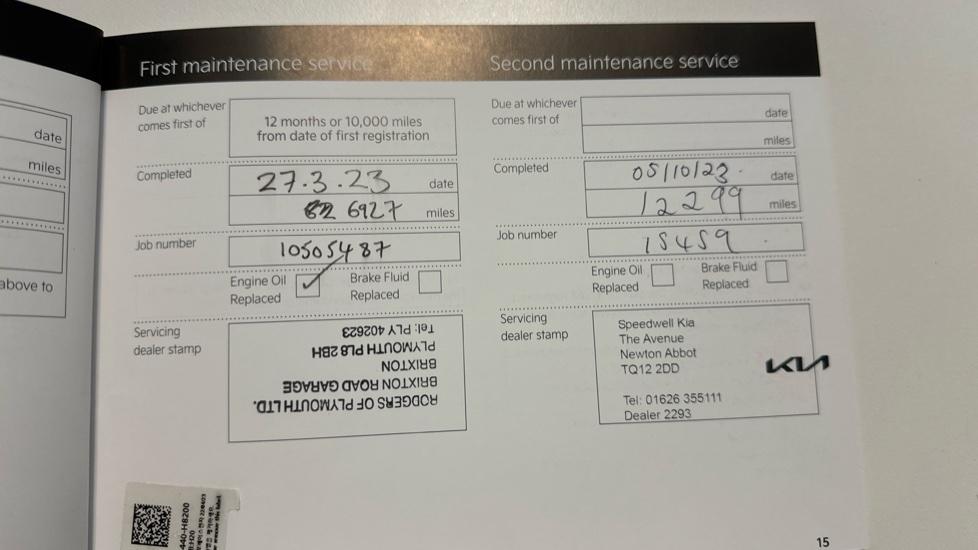 date
miles
above to
First maintenance service
Due at whichever
comes first of
12 months or 10,000 miles
from date of first registration
Completed
27.3.23 date
6927 miles
Job number
10505487
Engine Oil
Replaced
Brake Fluid
Replaced
Servicing
dealer stamp
RODGERS OF PLYMOUTH LTD.
BRIXTON ROAD GARAGE
BRIXTON
PLYMOUTH PL8 2BH
Tel: PLY 402623
Second maintenance service
Due at whichever
comes first of
date
miles
Completed
05/10/23. date
12299 miles
Job number
15459
Engine Oil
Replaced
Brake Fluid
Replaced
Servicing
dealer stamp
Speedwell Kia
The Avenue
Newton Abbot
TQ12 2DD
KIA
Tel: 01626 355111
Dealer 2293
440-H8200
15